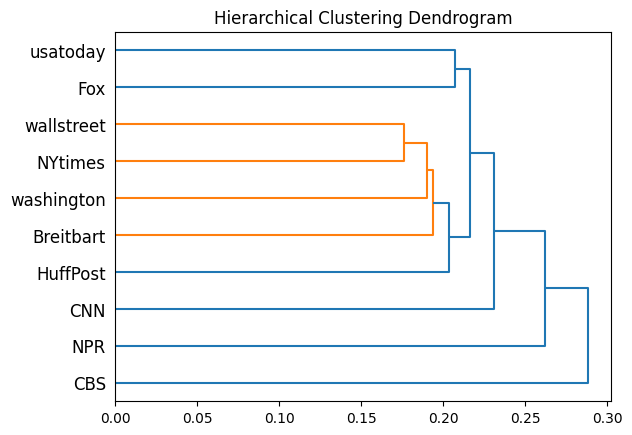 Hierarchical Clustering Dendrogram
usatoday
Fox
wallstreet
NYtimes
washington
Breitbart
HuffPost
CNN
NPR
CBS
0.00 0.05 0.10 0.15 0.20 0.25 0.30